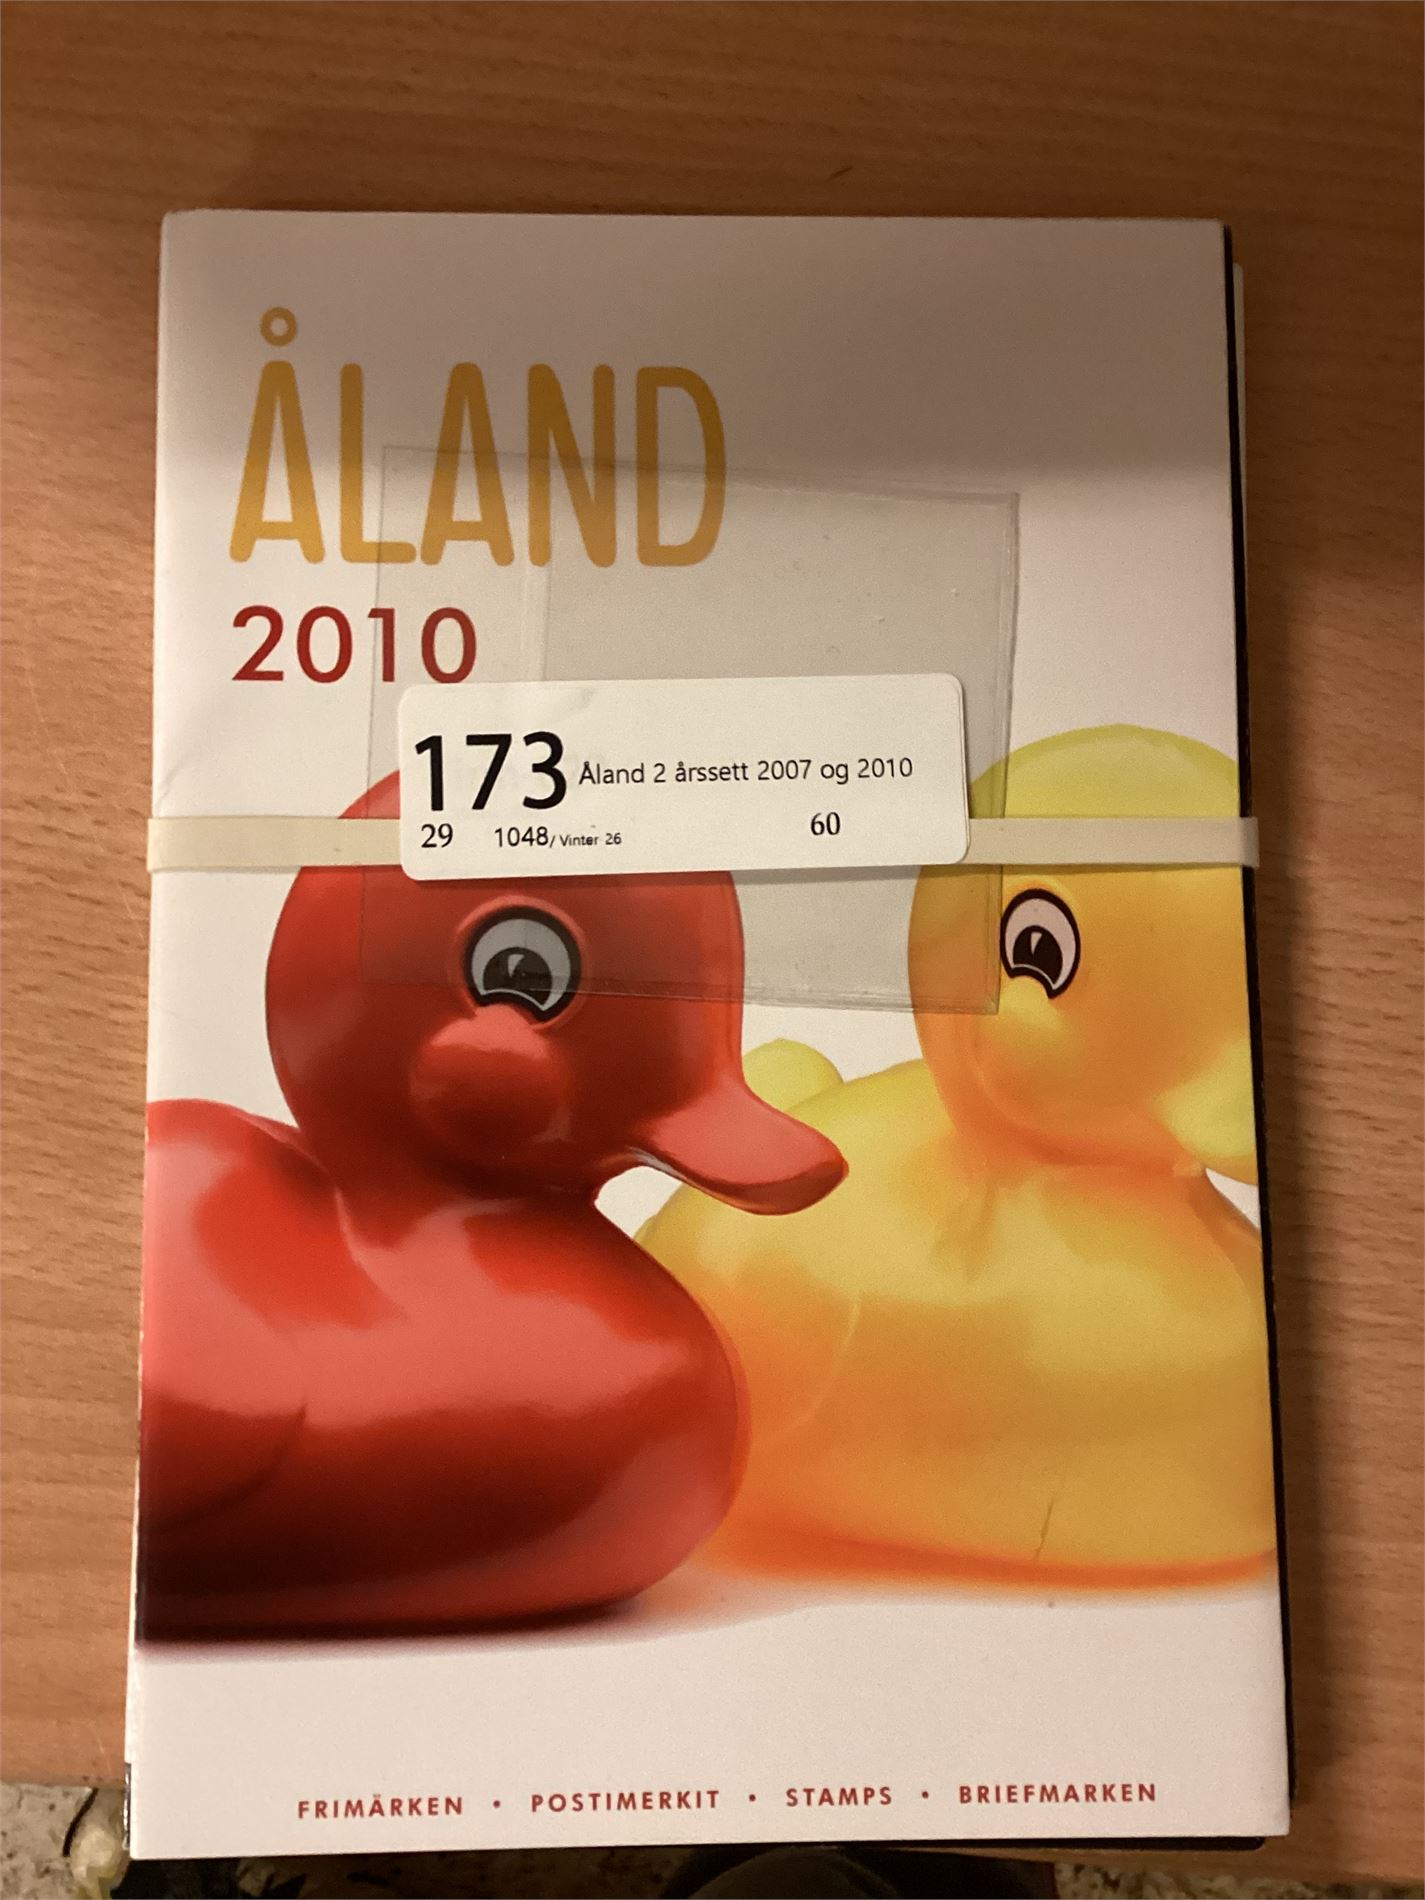 ÅLAND
2010
173 Åland 2 årssett 2007 og 2010
29 1048/ Vinter 26 60
FRIMÄRKEN • POSTIMERKIT • STAMPS • BRIEFMARKEN